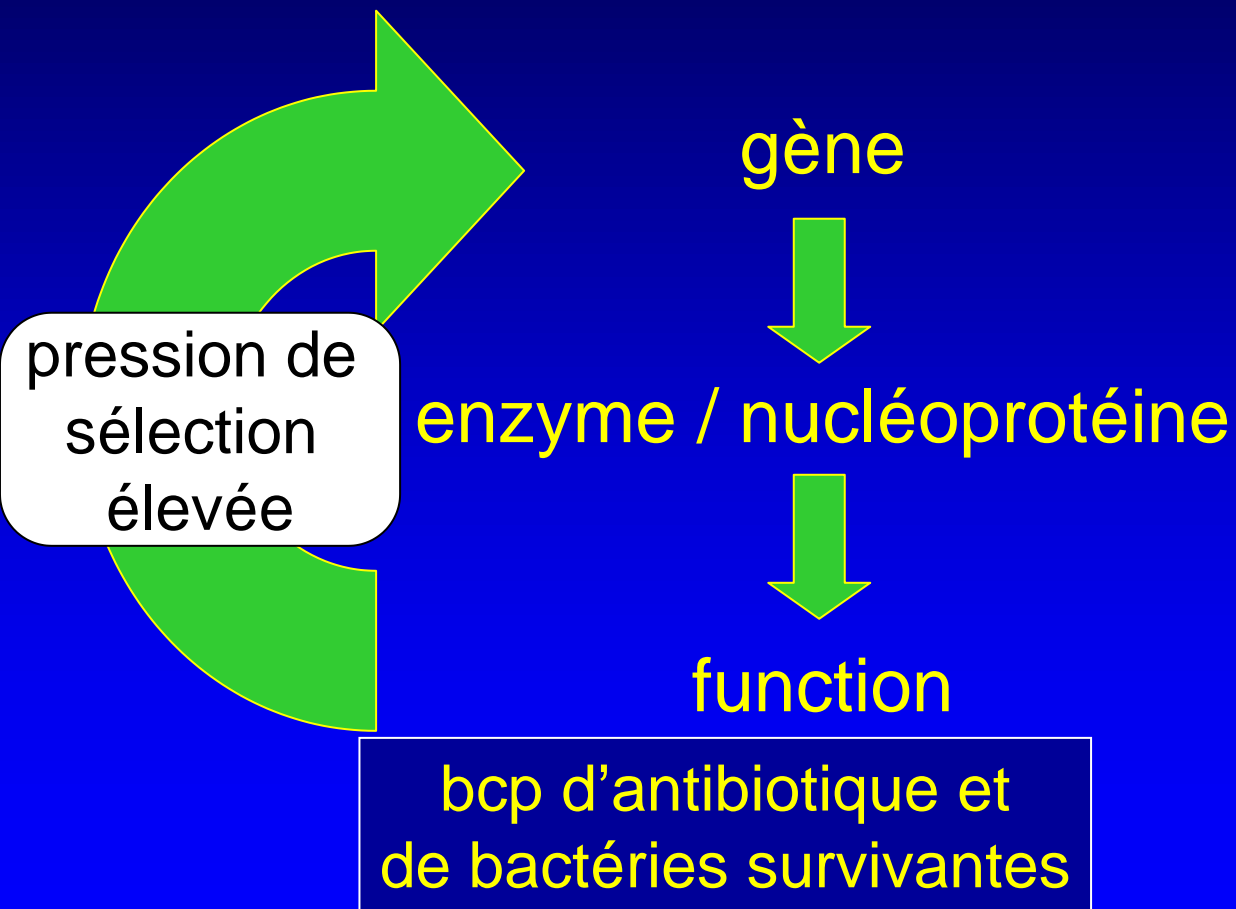 gène
pression de
sélection
élevée
enzyme / nucléoprotéine
function
bcp d’antibiotique et
de bactéries survivantes